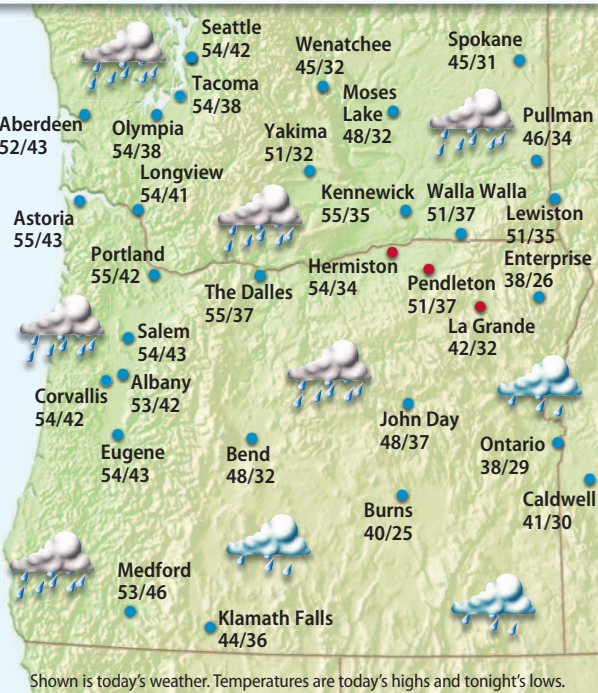 Seattle
54/42
Wenatchee
45/32
Spokane
45/31
Tacoma
54/38
Moses
Lake
48/32
Aberdeen
52/43
Olympia
54/38
Yakima
51/32
Pullman
46/34
Longview
54/41
Kennewick
55/35
Walla Walla
51/37
Lewiston
51/35
Astoria
55/43
Portland
55/42
The Dalles
55/37
Hermiston
54/34
Pendleton
51/37
Enterprise
38/26
La Grande
42/32
Salem
54/43
Albany
53/42
Corvallis
54/42
John Day
48/37
Eugene
54/43
Bend
48/32
Ontario
38/29
Caldwell
41/30
Burns
40/25
Medford
53/46
Klamath Falls
44/36
Shown is today's weather. Temperatures are today's highs and tonight's lows.